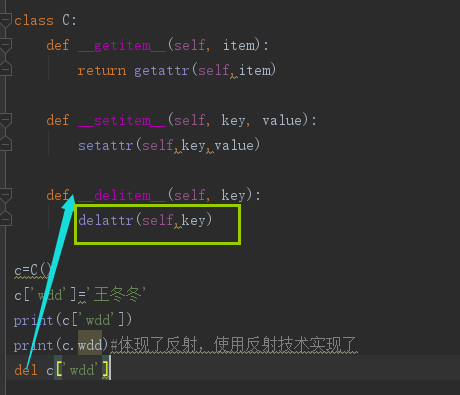 class C:
    def __getitem__(self, item):
        return getattr(self,item)
    def __setitem__(self, key, value):
        setattr(self,key,value)
    def __delitem__(self, key):
        delattr(self,key)
c=C()
c['wdd']='王冬冬'
print(c['wdd'])
print(c.wdd)#体现了反射，使用反射技术实现了
del c['wdd']